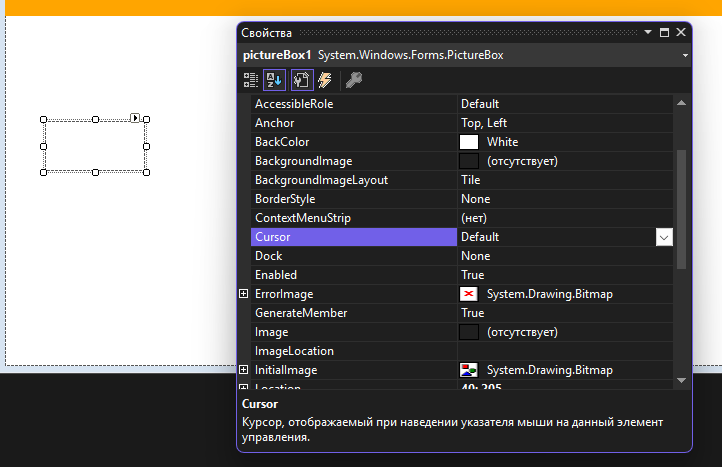 Свойства
pictureBox1 System.Windows.Forms.PictureBox
AccessibleRole Default
Anchor Top, Left
BackColor White
BackgroundImage (отсутствует)
BackgroundImageLayout Tile
BorderStyle None
ContextMenuStrip (нет)
Cursor Default
Dock None
Enabled True
ErrorImage System.Drawing.Bitmap
GenerateMember True
Image (отсутствует)
ImageLocation
InitialImage System.Drawing.Bitmap
Location 40; 205
Cursor
Курсор, отображаемый при наведении указателя мыши на данный элемент
управления.